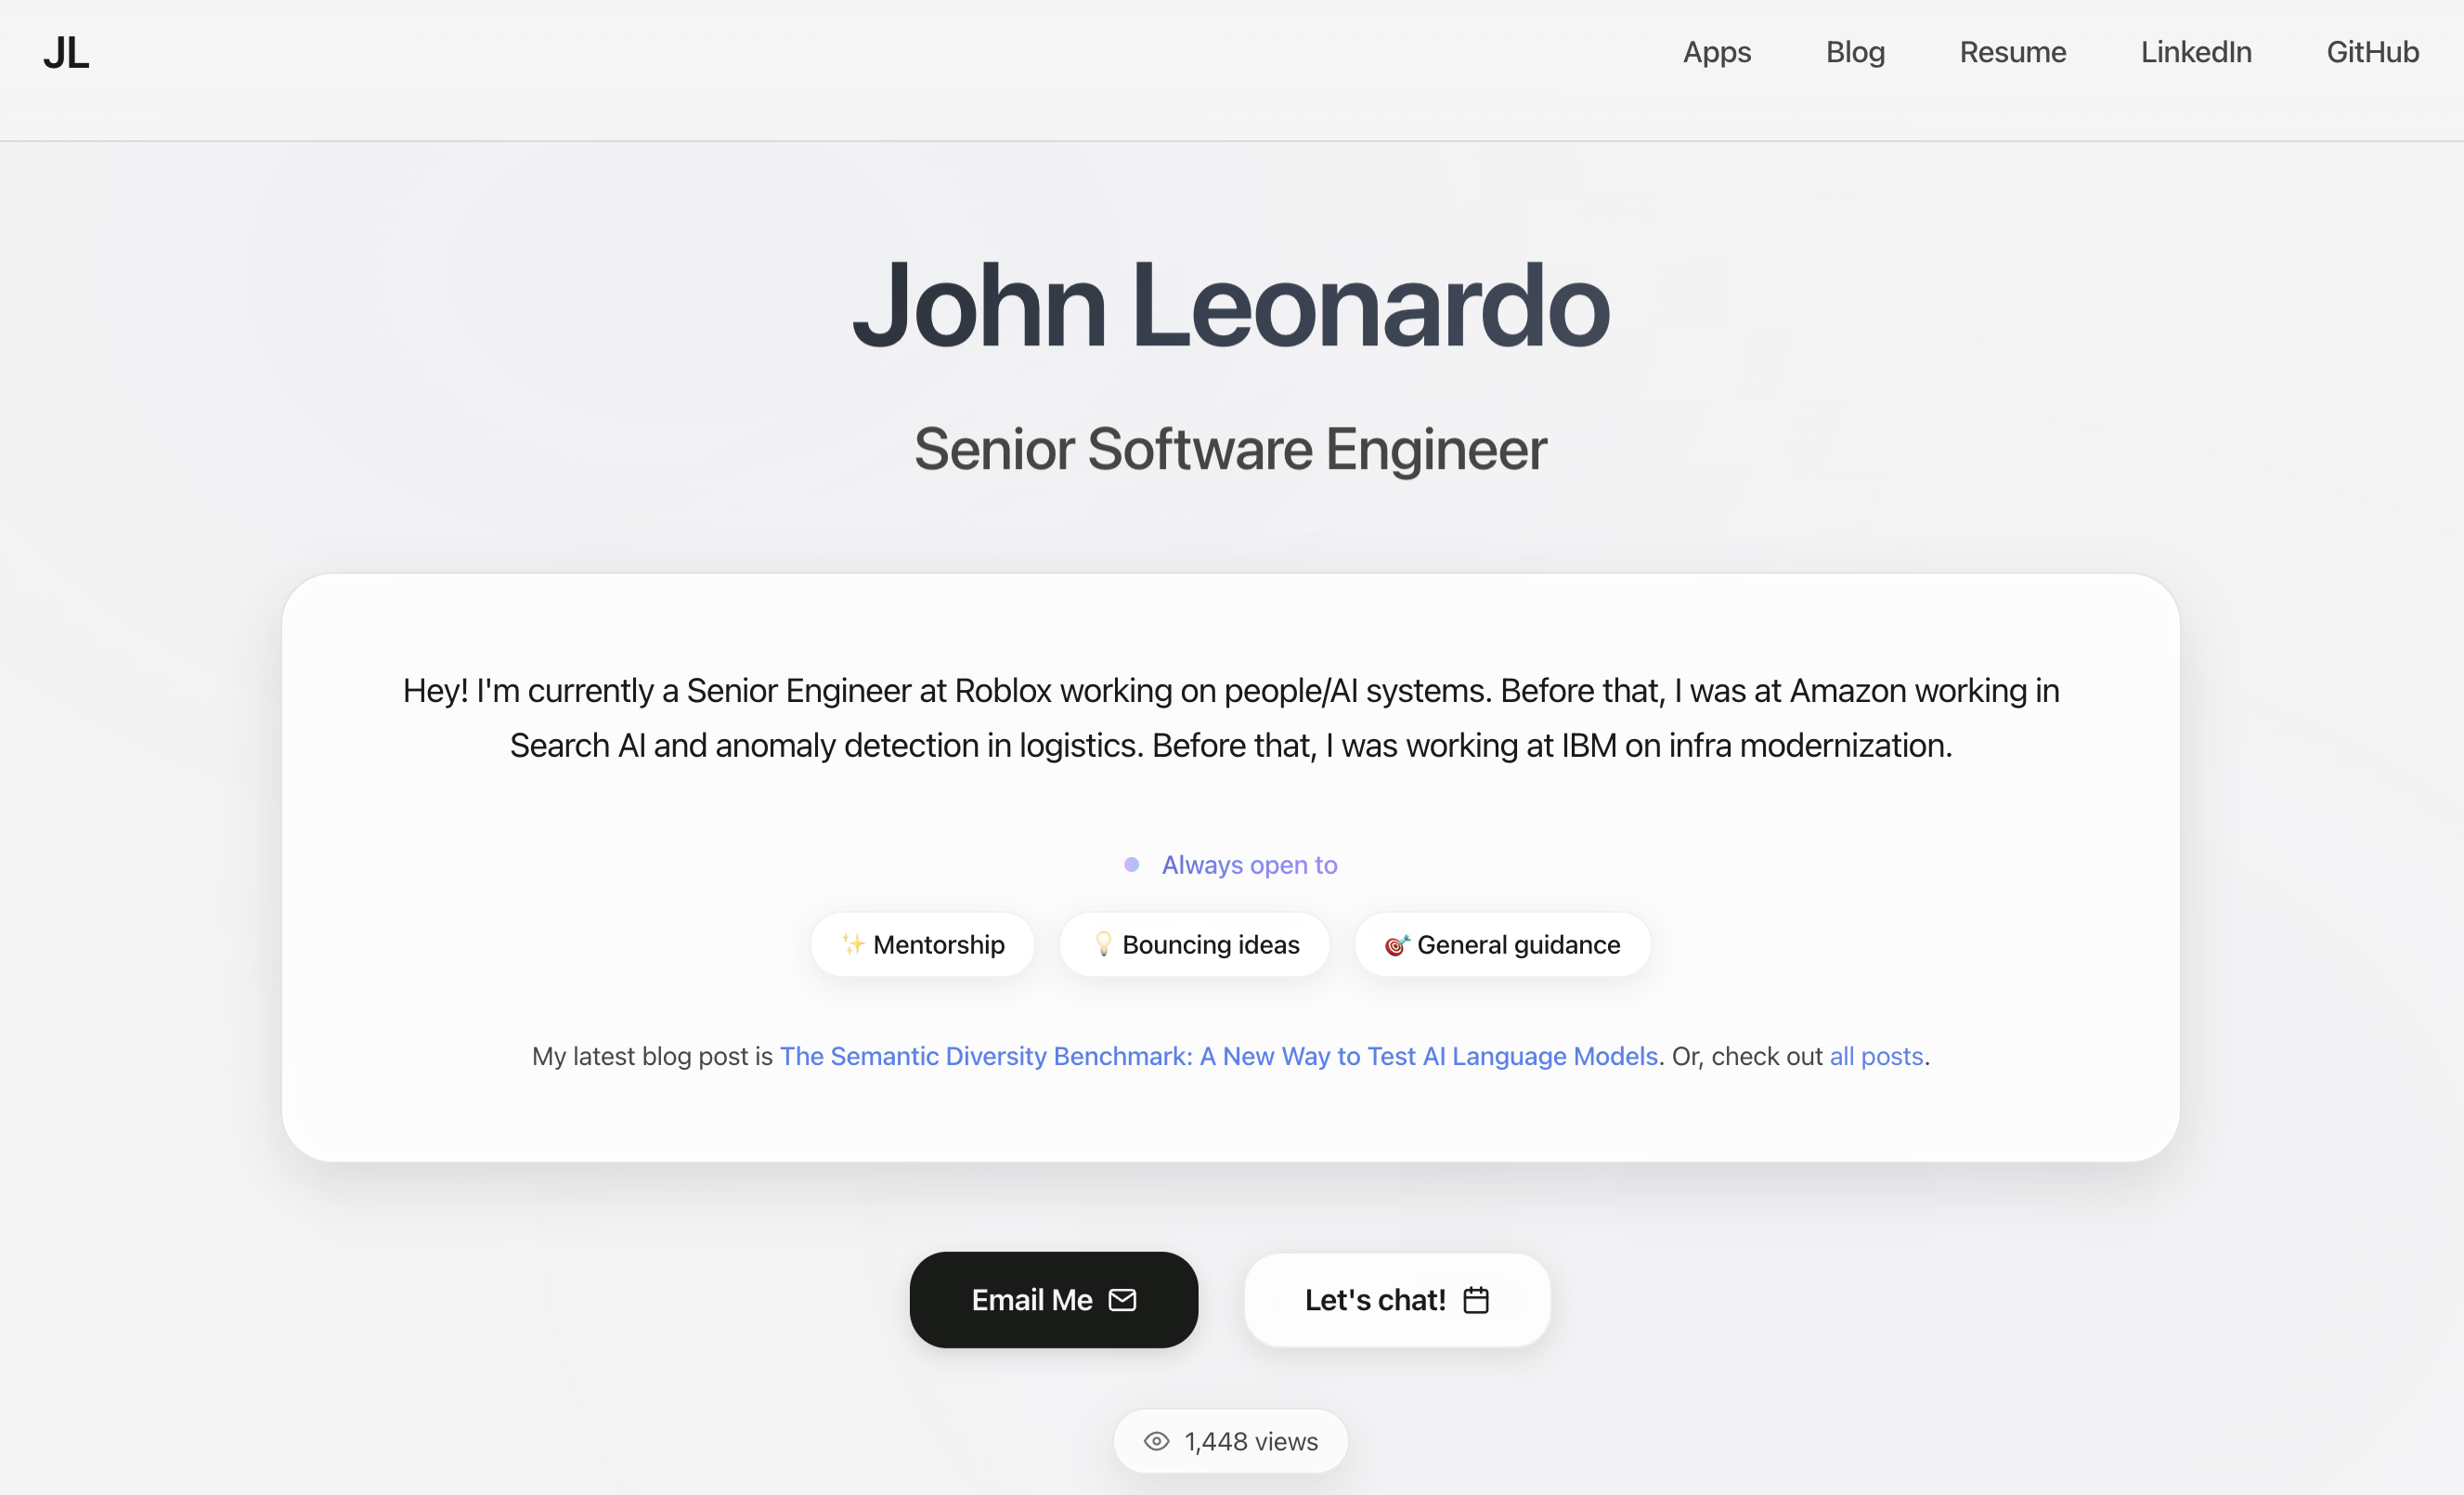 JL
Apps Blog Resume LinkedIn GitHub
John Leonardo
Senior Software Engineer
Hey! I'm currently a Senior Engineer at Roblox working on people/AI systems. Before that, I was at Amazon working in
Search AI and anomaly detection in logistics. Before that, I was working at IBM on infra modernization.
Always open to
✨ Mentorship 💡 Bouncing ideas 🎯 General guidance
My latest blog post is The Semantic Diversity Benchmark: A New Way to Test AI Language Models. Or, check out all posts.
Email Me Let's chat!
1,448 views